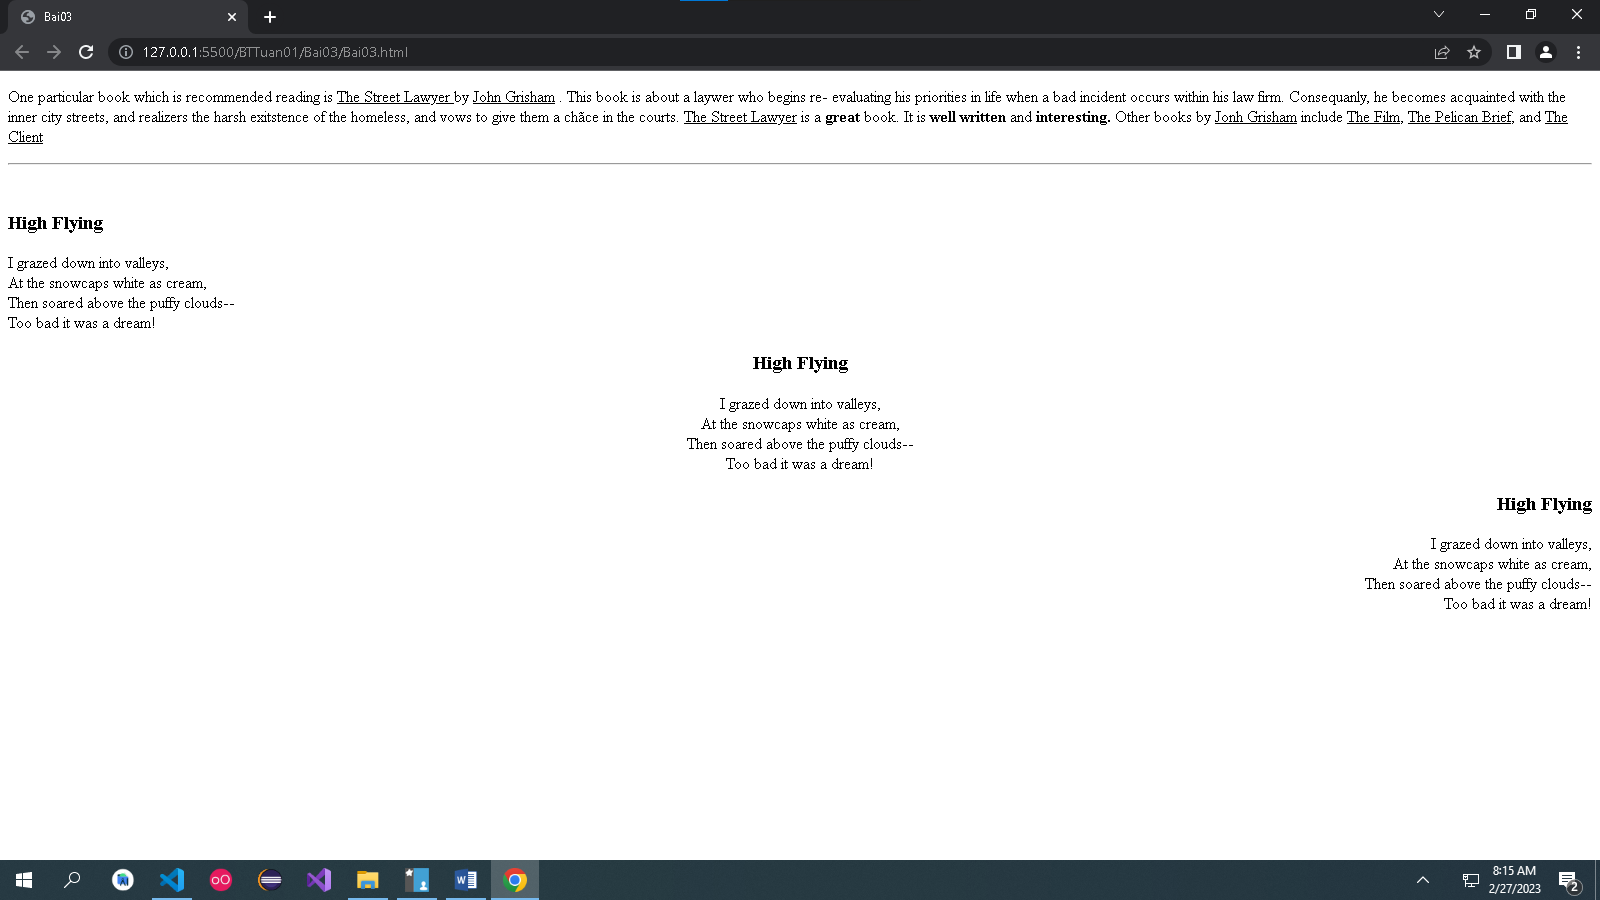 Bai03
127.0.0.1:5500/BTTuan01/Bai03/Bai03.html
One particular book which is recommended reading is The Street Lawyer by John Grisham . This book is about a laywer who begins re- evaluating his priorities in life when a bad incident occurs within his law firm. Consequanly, he becomes acquainted with the
inner city streets, and realizers the harsh exitstence of the homeless, and vows to give them a chãce in the courts. The Street Lawyer is a great book. It is well written and interesting. Other books by Jonh Grisham include The Film, The Pelican Brief, and The
Client
High Flying
I grazed down into valleys,
At the snowcaps white as cream,
Then soared above the puffy clouds--
Too bad it was a dream!
High Flying
I grazed down into valleys,
At the snowcaps white as cream,
Then soared above the puffy clouds--
Too bad it was a dream!
High Flying
I grazed down into valleys,
At the snowcaps white as cream,
Then soared above the puffy clouds--
Too bad it was a dream!
8:15 AM
2/27/2023
2